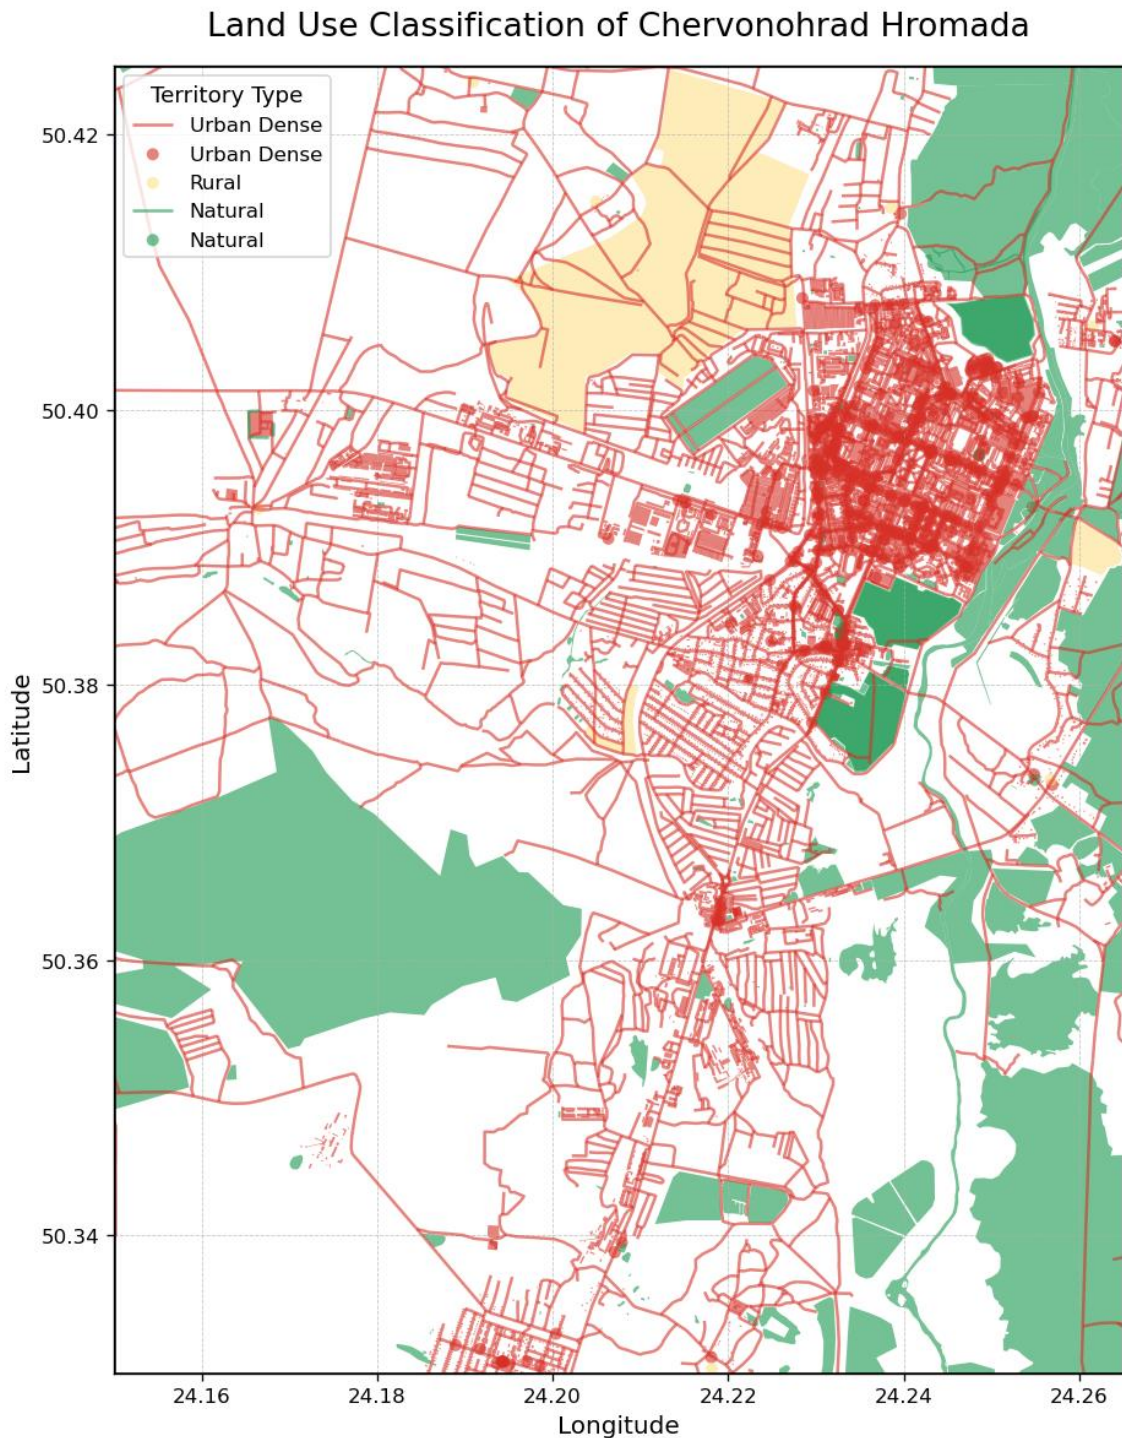 Land Use Classification of Chervonohrad Hromada
Territory Type
Urban Dense
Urban Dense
Rural
Natural
Natural
50.42
50.40
50.38
50.36
50.34
Latitude
24.16
24.18
24.20
24.22
24.24
24.26
Longitude